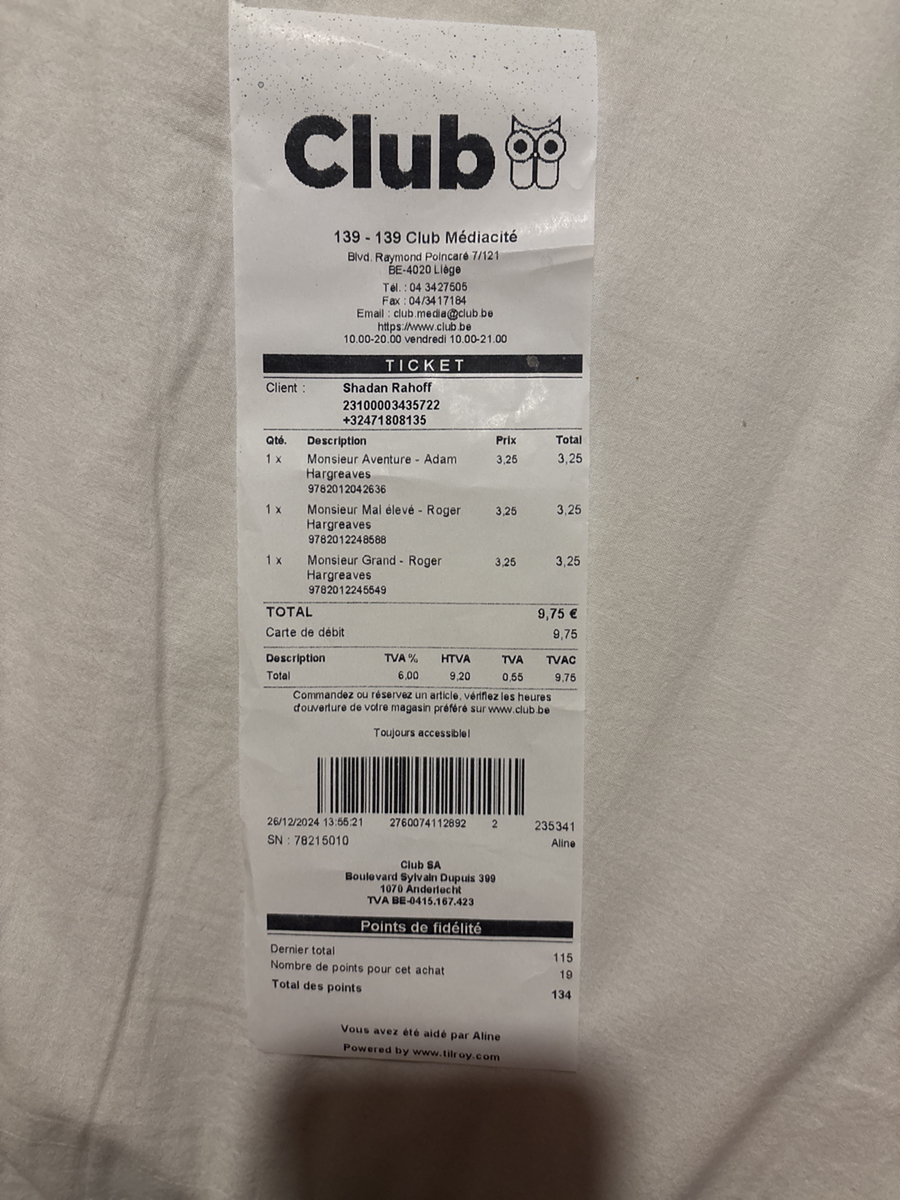 Club
139 - 139 Club Médiacité
Blvd. Raymond Poincaré 7/121
BE-4020 Liège
Tél. : 04 3427505
Fax : 04/3417184
Email : club.media@club.be
https://www.club.be
10.00-20.00 vendredi 10.00-21.00
TICKET
Client : Shadan Rahoff
23100003435722
+32471808135
Qté. Description Prix Total
1 x Monsieur Aventure - Adam 3,25 3,25
Hargreaves
9782012042636
1 x Monsieur Mal élevé - Roger 3,25 3,25
Hargreaves
9782012248588
1 x Monsieur Grand - Roger 3,25 3,25
Hargreaves
9782012245549
TOTAL 9,75 €
Carte de débit 9,75
Description TVA % HTVA TVA TVAC
Total 6,00 9,20 0,55 9,75
Commandez ou réservez un article, vérifiez les heures
d'ouverture de votre magasin préféré sur www.club.be
Toujours accessible!
26/12/2024 13:55:21 2760074112892 2 235341
SN : 78215010 Aline
Club SA
Boulevard Sylvain Dupuis 399
1070 Anderlecht
TVA BE-0415.167.423
Points de fidélité
Dernier total 115
Nombre de points pour cet achat 19
Total des points 134
Vous avez été aidé par Aline
Powered by www.tilroy.com